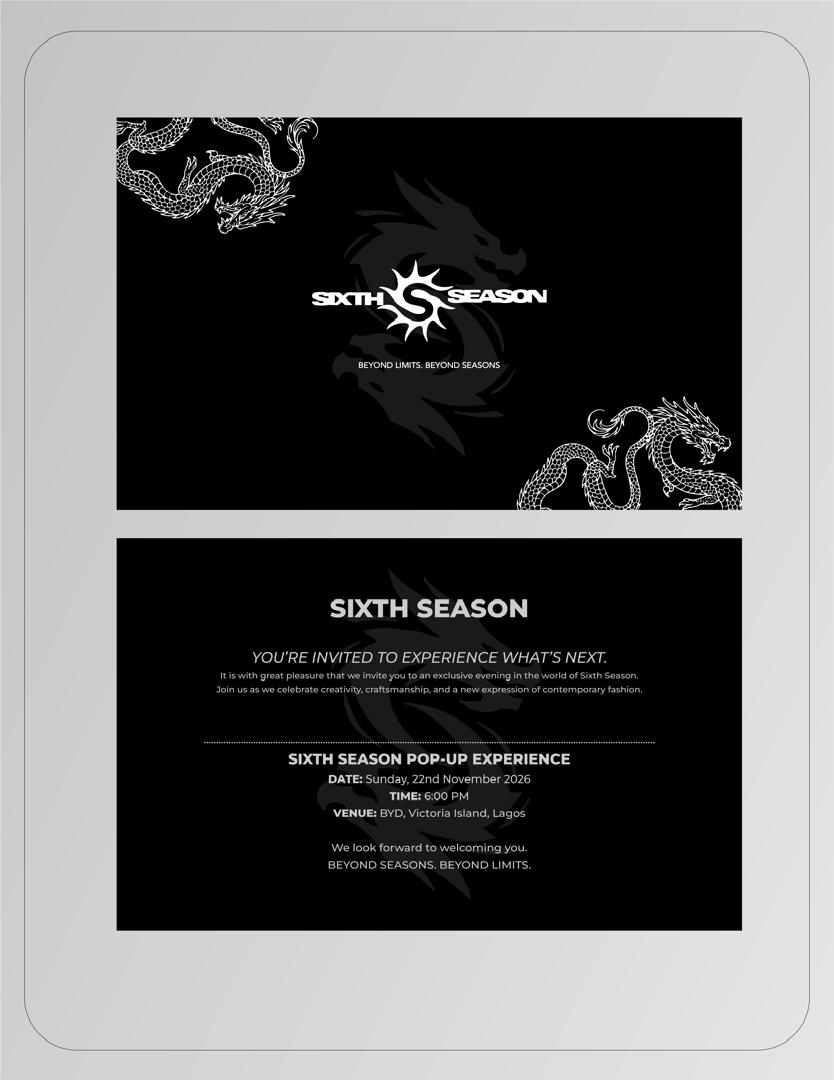 SIXTH S SEASON
BEYOND LIMITS. BEYOND SEASONS
SIXTH SEASON
YOU'RE INVITED TO EXPERIENCE WHAT'S NEXT.
It is with great pleasure that we invite you to an exclusive evening in the world of Sixth Season.
Join us as we celebrate creativity, craftsmanship, and a new expression of contemporary fashion.
SIXTH SEASON POP-UP EXPERIENCE
DATE: Sunday, 22nd November 2026
TIME: 6:00 PM
VENUE: BYD, Victoria Island, Lagos
We look forward to welcoming you.
BEYOND SEASONS. BEYOND LIMITS.